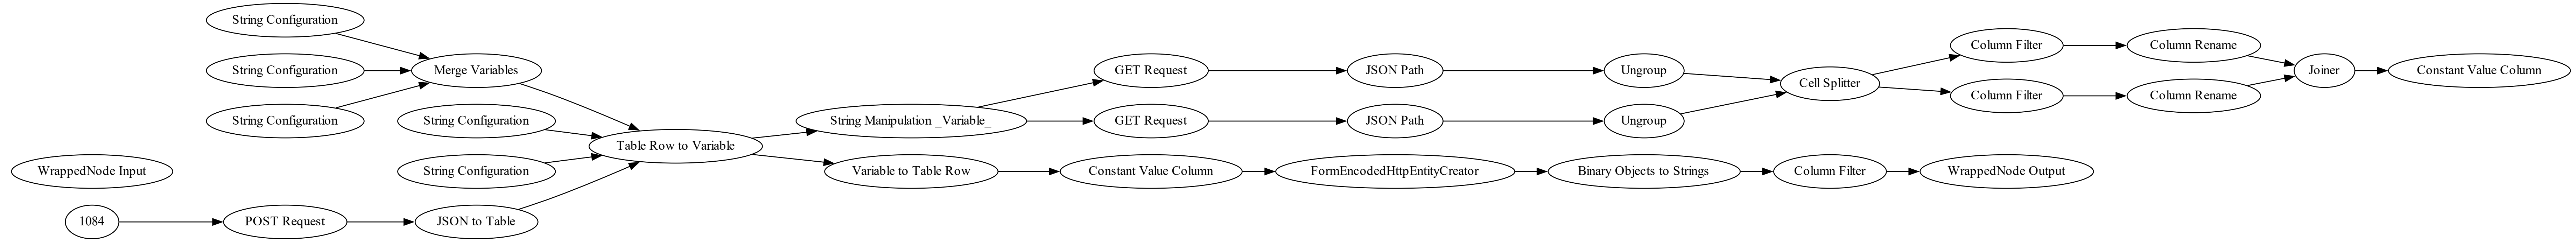 String Configuration
String Configuration
String Configuration
Merge Variables
String Configuration
String Configuration
WrappedNode Input
1084
POST Request
JSON to Table
Table Row to Variable
String Manipulation _Variable_
Variable to Table Row
GET Request
GET Request
Constant Value Column
JSON Path
JSON Path
FormEncodedHttpEntityCreator
Ungroup
Ungroup
Binary Objects to Strings
Cell Splitter
Column Filter
Column Filter
Column Filter
WrappedNode Output
Column Rename
Column Rename
Joiner
Constant Value Column